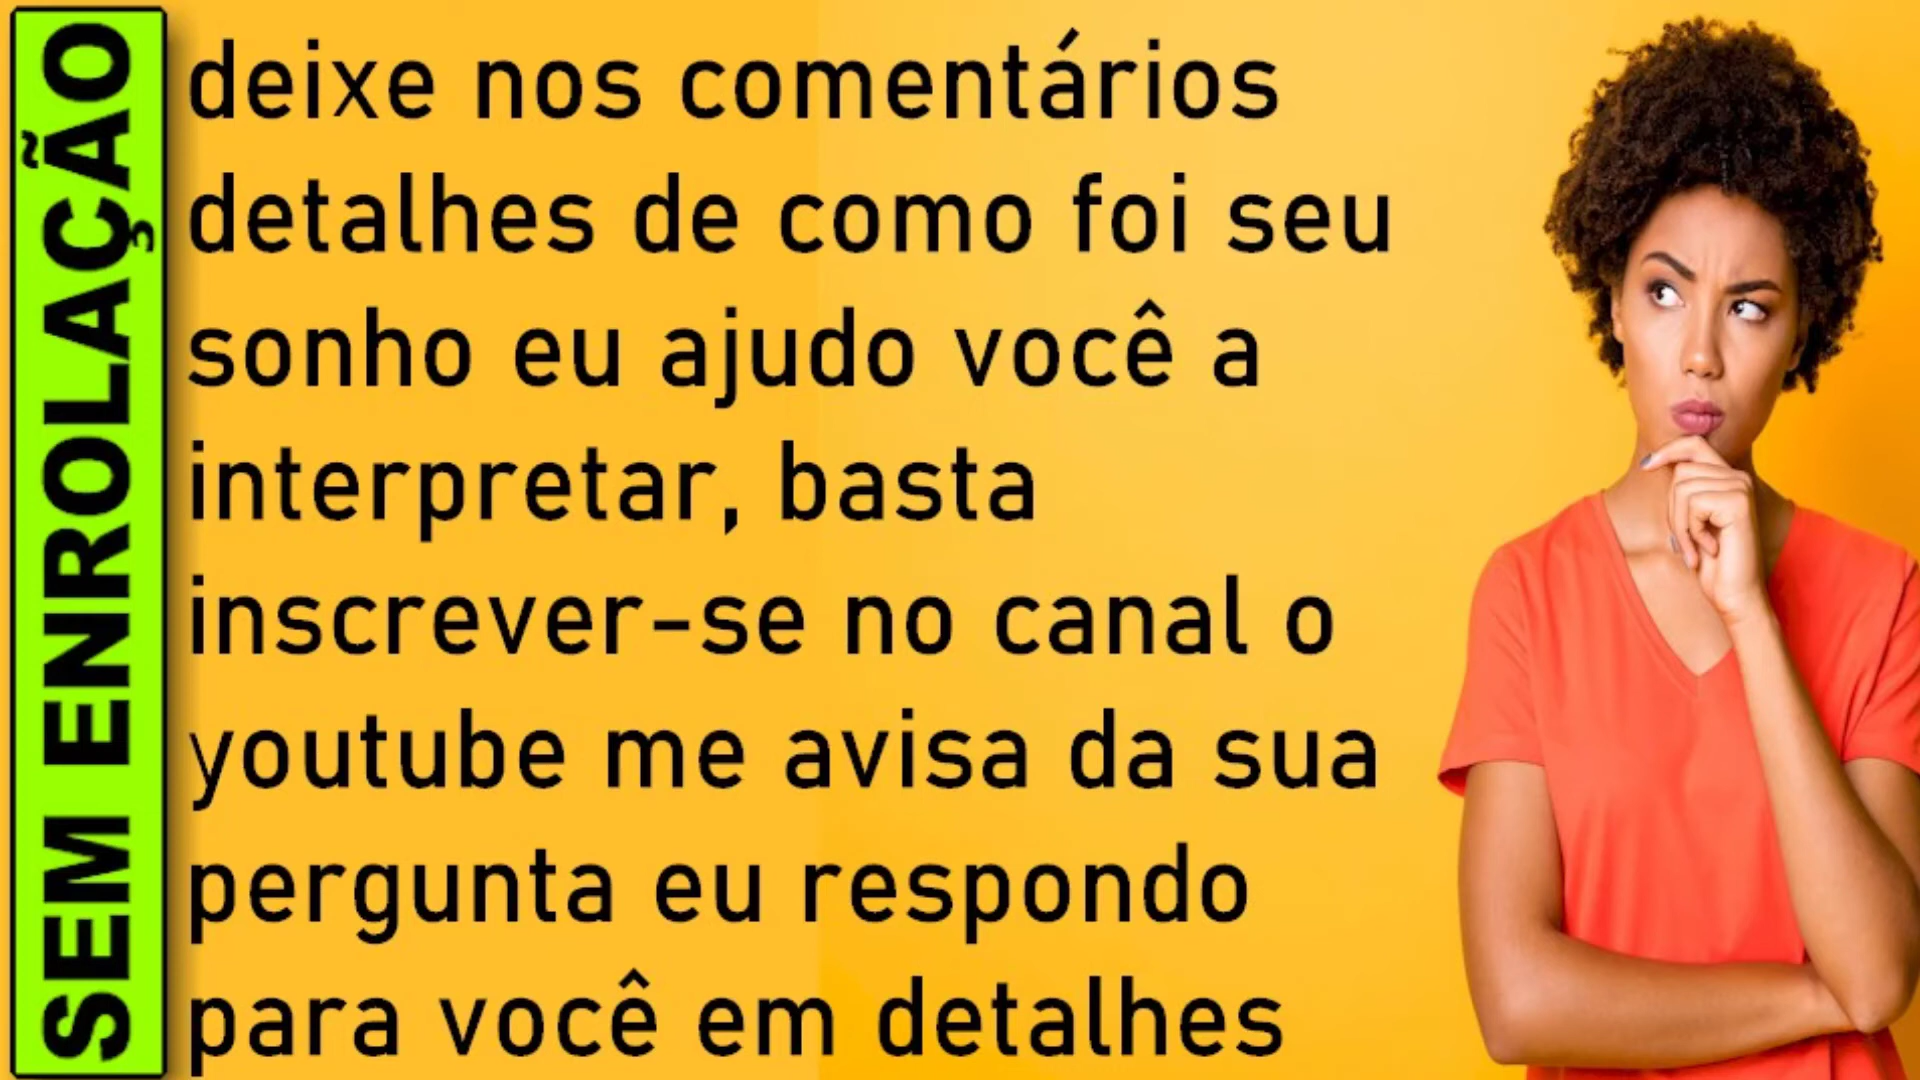 SEM ENROLAÇÃO
deixe nos comentários
detalhes de como foi seu
sonho eu ajudo você a
interpretar, basta
inscrever-se no canal o
youtube me avisa da sua
pergunta eu respondo
para você em detalhes